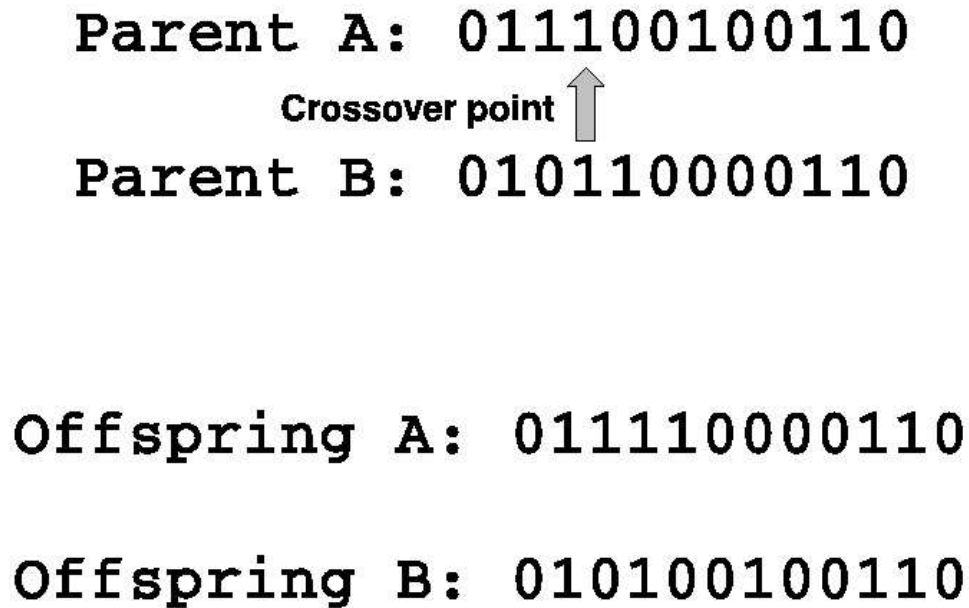 Parent A: 011100100110
Crossover point
Parent B: 010110000110
Offspring A: 011110000110
Offspring B: 010100100110